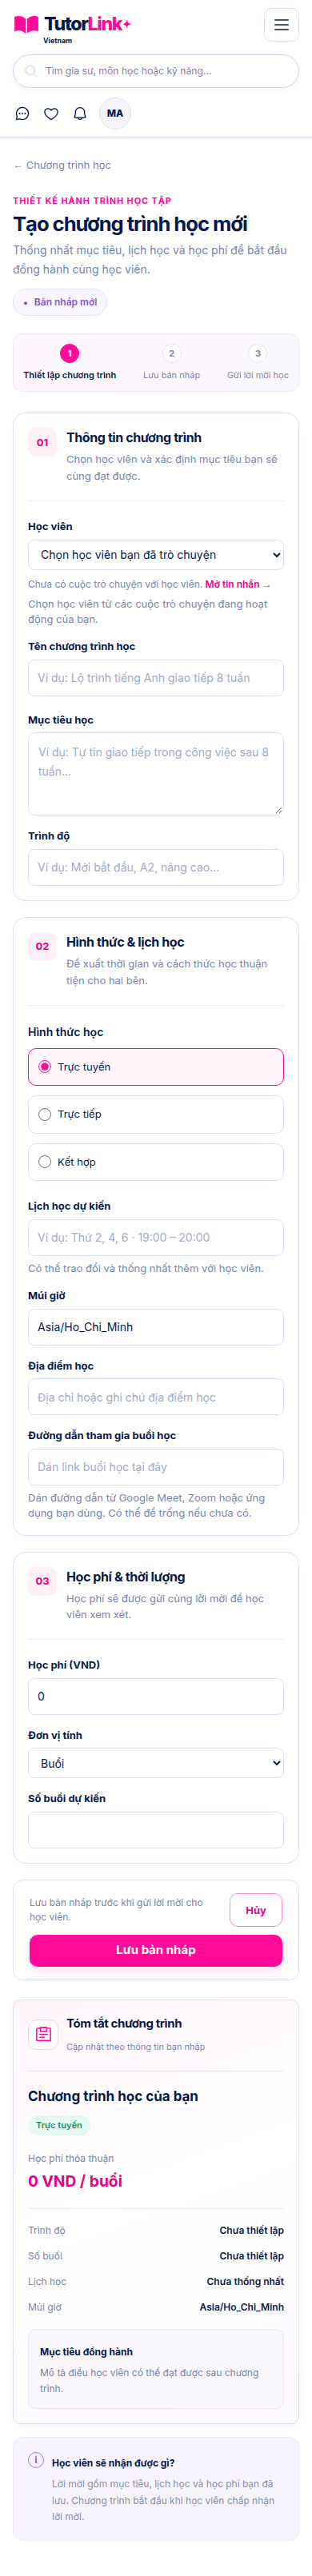 TutorLink
Vietnam
Tìm gia sư, môn học hoặc kỹ năng...
MA
← Chương trình học
THIẾT KẾ HÀNH TRÌNH HỌC TẬP
Tạo chương trình học mới
Thống nhất mục tiêu, lịch học và học phí để bắt đầu
đồng hành cùng học viên.
• Bản nháp mới
1
2
3
Thiết lập chương trình
Lưu bản nháp
Gửi lời mời học
01
Thông tin chương trình
Chọn học viên và xác định mục tiêu bạn sẽ
cùng đạt được.
Học viên
Chọn học viên bạn đã trò chuyện
Chưa có cuộc trò chuyện với học viên. Mở tin nhắn →
Chọn học viên từ các cuộc trò chuyện đang hoạt
động của bạn.
Tên chương trình học
Ví dụ: Lộ trình tiếng Anh giao tiếp 8 tuần
Mục tiêu học
Ví dụ: Tự tin giao tiếp trong công việc sau 8
tuần...
Trình độ
Ví dụ: Mới bắt đầu, A2, nâng cao...
02
Hình thức & lịch học
Đề xuất thời gian và cách thức học thuận
tiện cho hai bên.
Hình thức học
Trực tuyến
Trực tiếp
Kết hợp
Lịch học dự kiến
Ví dụ: Thứ 2, 4, 6 · 19:00 – 20:00
Có thể trao đổi và thống nhất thêm với học viên.
Múi giờ
Asia/Ho_Chi_Minh
Địa điểm học
Địa chỉ hoặc ghi chú địa điểm học
Đường dẫn tham gia buổi học
Dán link buổi học tại đây
Dán đường dẫn từ Google Meet, Zoom hoặc ứng
dụng bạn dùng. Có thể để trống nếu chưa có.
03
Học phí & thời lượng
Học phí sẽ được gửi cùng lời mời để học
viên xem xét.
Học phí (VND)
0
Đơn vị tính
Buổi
Số buổi dự kiến
Lưu bản nháp trước khi gửi lời mời cho
học viên.
Hủy
Lưu bản nháp
Tóm tắt chương trình
Cập nhật theo thông tin bạn nhập
Chương trình học của bạn
Trực tuyến
Học phí thỏa thuận
0 VND / buổi
Trình độ
Chưa thiết lập
Số buổi
Chưa thiết lập
Lịch học
Chưa thống nhất
Múi giờ
Asia/Ho_Chi_Minh
Mục tiêu đồng hành
Mô tả điều học viên có thể đạt được sau chương
trình.
Học viên sẽ nhận được gì?
Lời mời gồm mục tiêu, lịch học và học phí bạn đã
lưu. Chương trình bắt đầu khi học viên chấp nhận
lời mời.